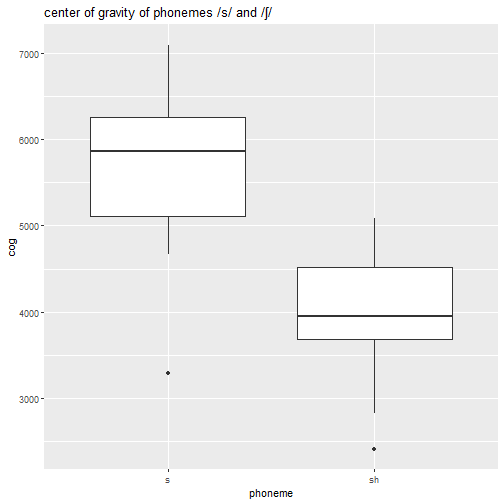 center of gravity of phonemes /s/ and /ʃ/
7000
6000
5000
4000
3000
cog
s
sh
phoneme